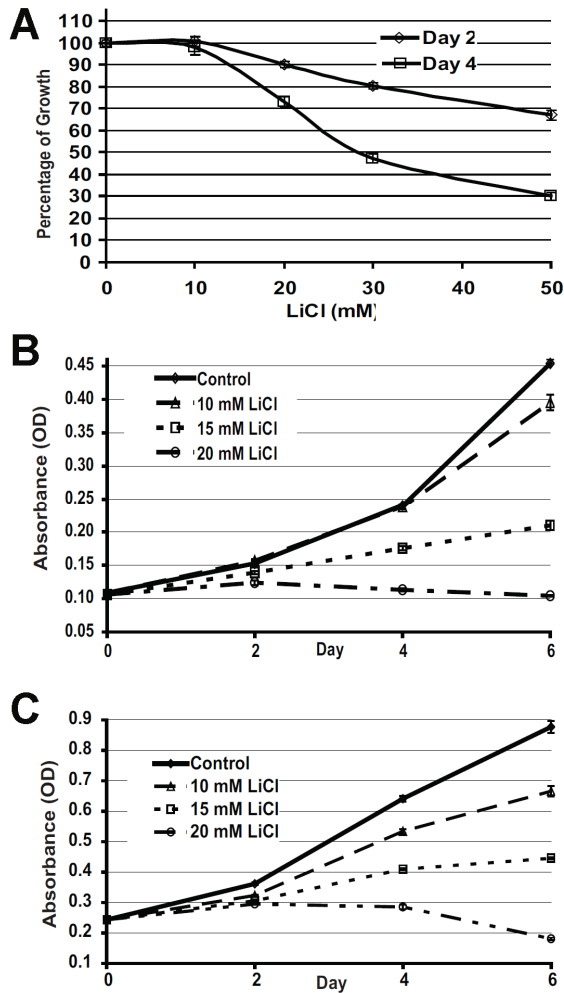 A
Percentage of Growth
110
100
90
80
70
60
50
40
30
20
10
0
Day 2
Day 4
0 10 20 30 40 50
LiCl (mM)
B
Absorbance (OD)
0.45
0.40
0.35
0.30
0.25
0.20
0.15
0.10
0.05
Control
10 mM LiCl
15 mM LiCl
20 mM LiCl
0 2 4 6
Day
C
Absorbance (OD)
0.9
0.8
0.7
0.6
0.5
0.4
0.3
0.2
0.1
Control
10 mM LiCl
15 mM LiCl
20 mM LiCl
0 2 4 6
Day